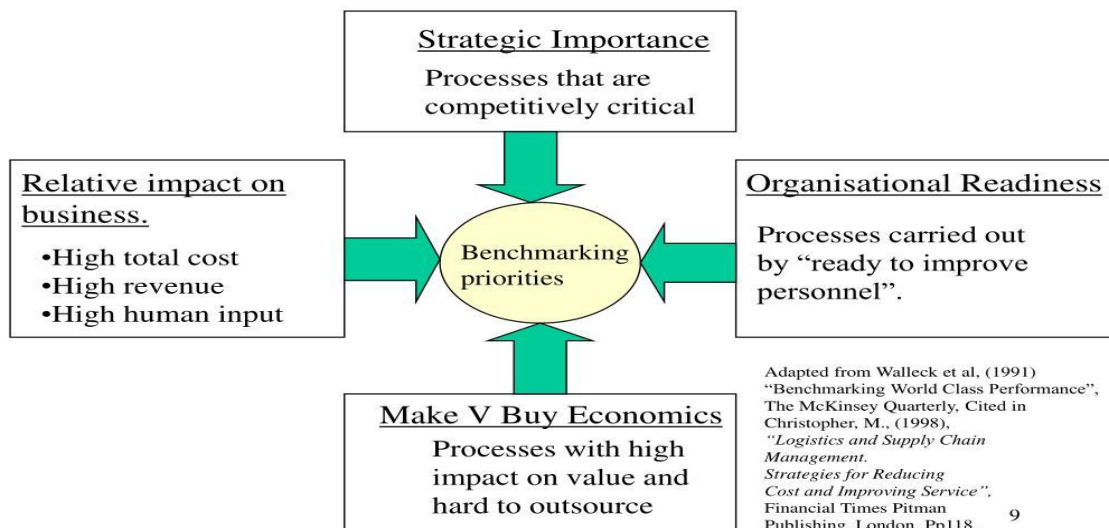 Strategic Importance
Processes that are
competitively critical
Relative impact on
business.
•High total cost
•High revenue
•High human input
Benchmarking
priorities
Organisational Readiness
Processes carried out
by “ready to improve
personnel”.
Make V Buy Economics
Processes with high
impact on value and
hard to outsource
Adapted from Walleck et al, (1991)
“Benchmarking World Class Performance”,
The McKinsey Quarterly, Cited in
Christopher, M., (1998),
“Logistics and Supply Chain
Management.
Strategies for Reducing
Cost and Improving Service”,
Financial Times Pitman
Publishing, London, Pp118
9